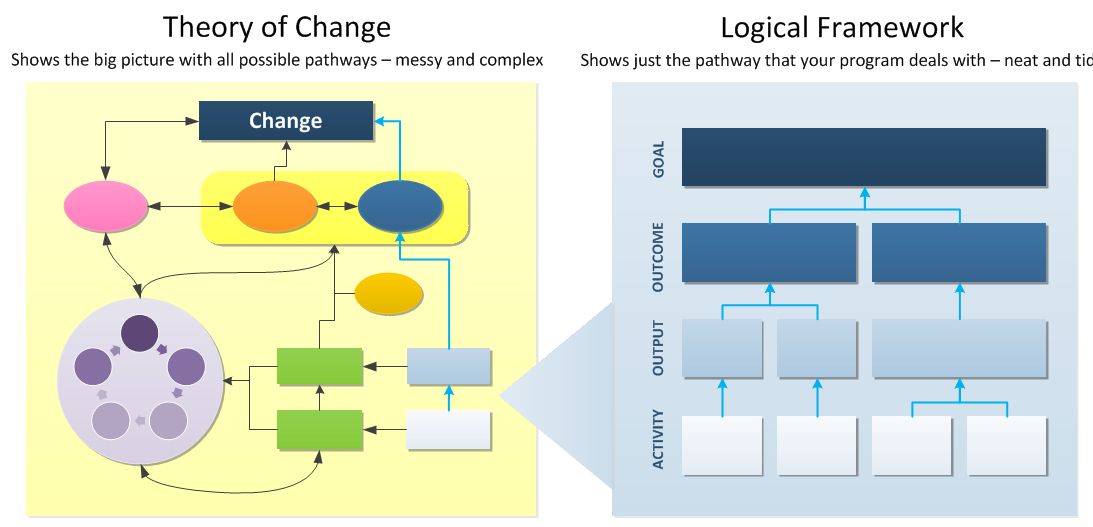 Theory of Change
Shows the big picture with all possible pathways – messy and complex
Change
Logical Framework
Shows just the pathway that your program deals with – neat and tid
GOAL
OUTCOME
OUTPUT
ACTIVITY